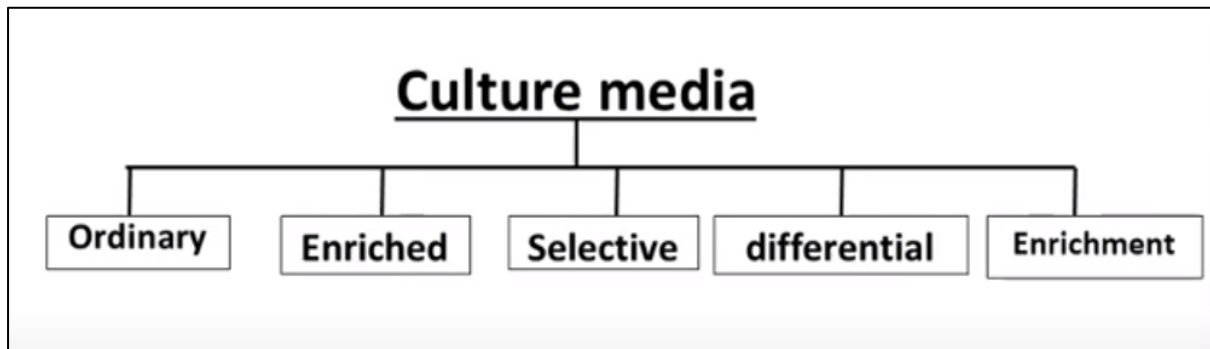 Culture media
Ordinary
Enriched
Selective
differential
Enrichment